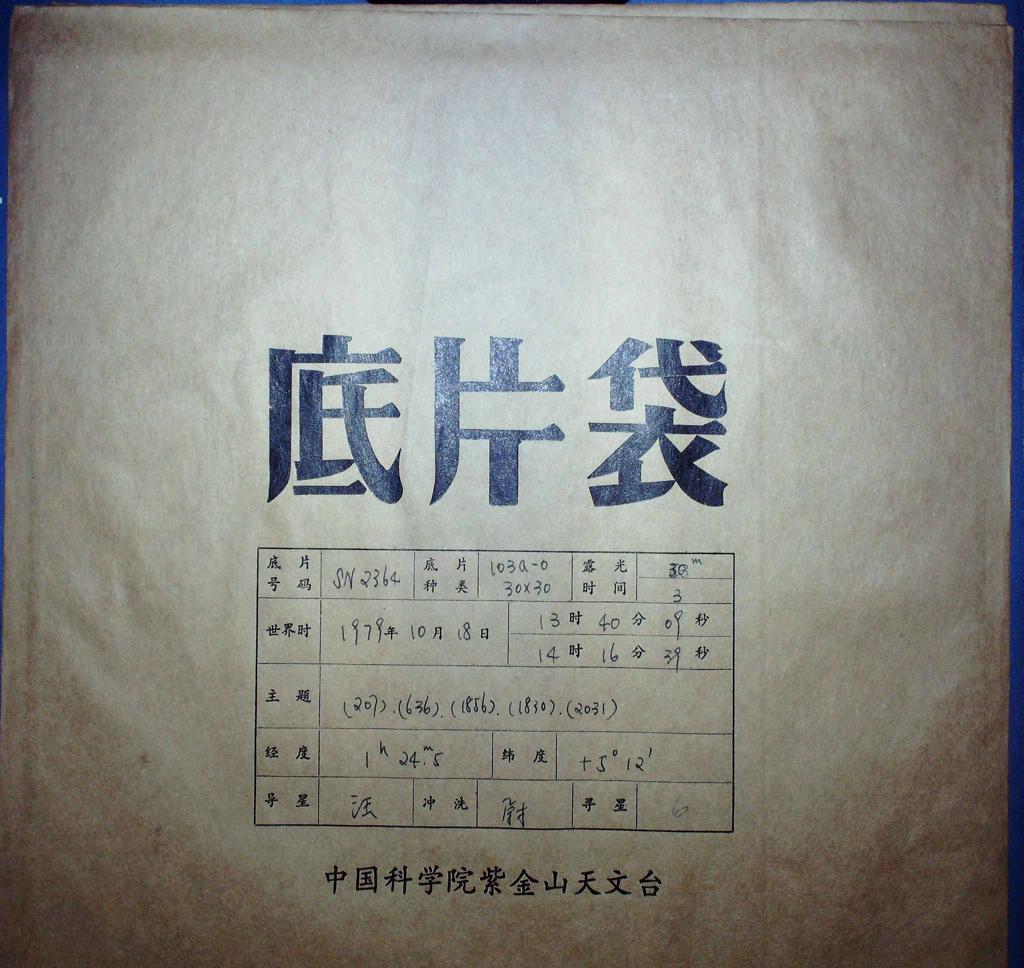 底片袋
底片号码 SN 2364 底片种类 103a-0 30×30 露光时间 3
世界时 1979年 10月 18日 13时 40分 09秒
14时 16分 39秒
主题 (207).(636).(1856).(1830).(2031)
经度 1h 24m.5 纬度 +5° 12'
导星 汪 冲洗 寻星 6
中国科学院紫金山天文台